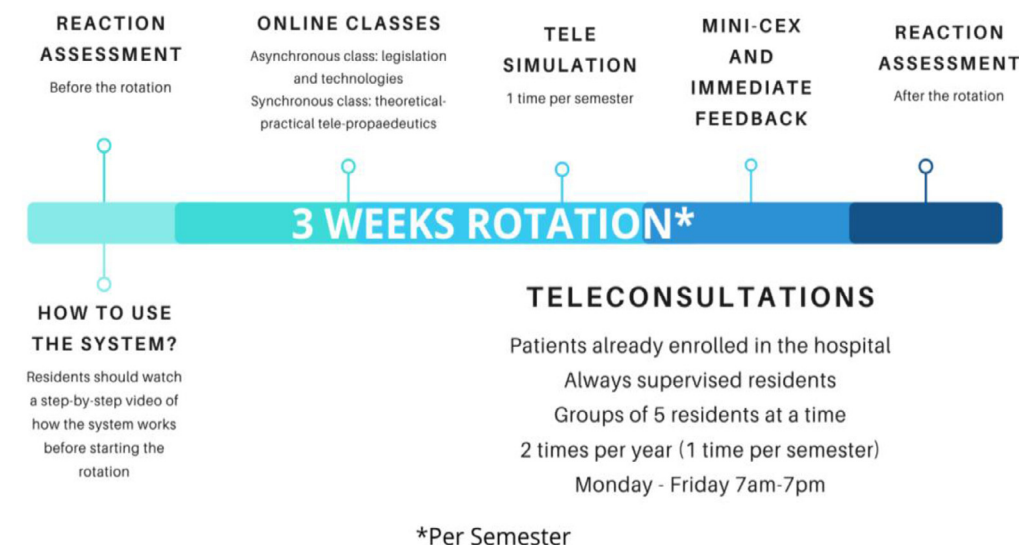 REACTION
ASSESSMENT
Before the rotation
ONLINE CLASSES
Asynchronous class: legislation
and technologies
Synchronous class: theoretical-
practical tele-propaedeutics
TELE
SIMULATION
1 time per semester
MINI-CEX
AND
IMMEDIATE
FEEDBACK
REACTION
ASSESSMENT
After the rotation
3 WEEKS ROTATION*
HOW TO USE
THE SYSTEM?
Residents should watch
a step-by-step video of
how the system works
before starting the
rotation
TELECONSULTATIONS
Patients already enrolled in the hospital
Always supervised residents
Groups of 5 residents at a time
2 times per year (1 time per semester)
Monday - Friday 7am-7pm
*Per Semester